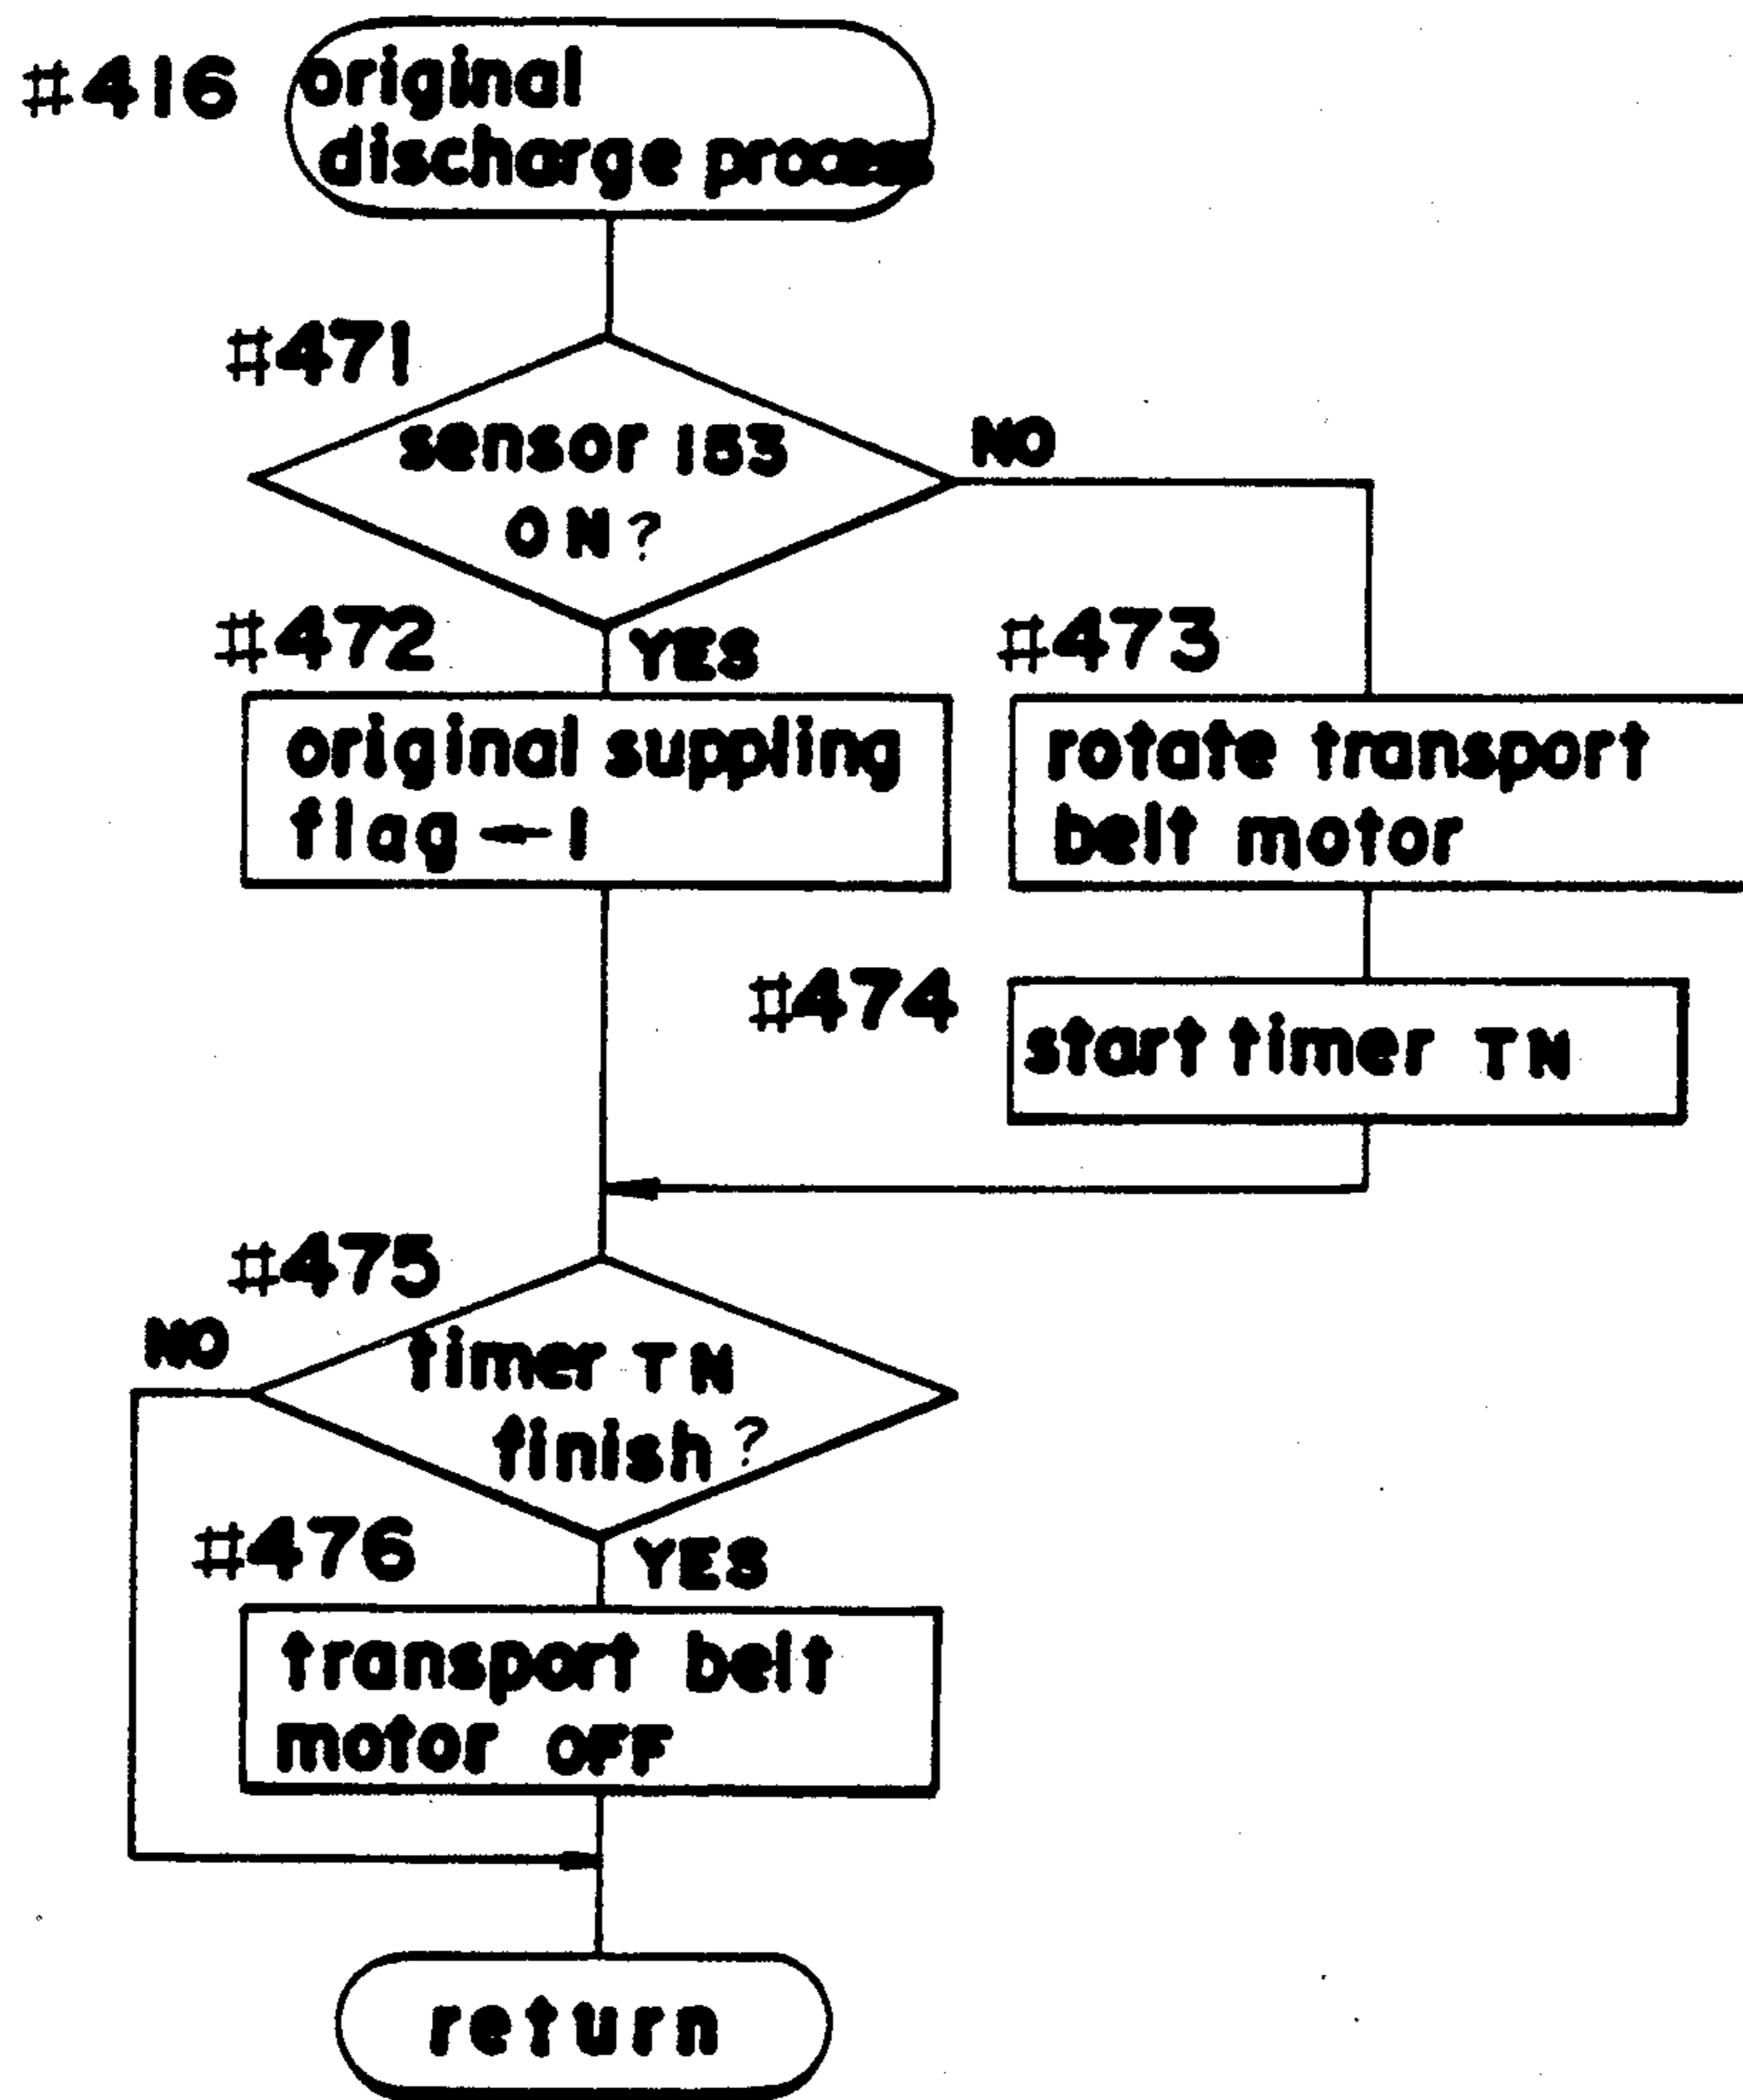 #416
original
discharge process
#471
sensor 183
ON?
NO
#472
YES
#473
original suppling
flag ← 1
rotate transport
belt motor
#474
start timer TN
#475
NO
timer TN
finish?
#476
YES
transport belt
motor OFF
return